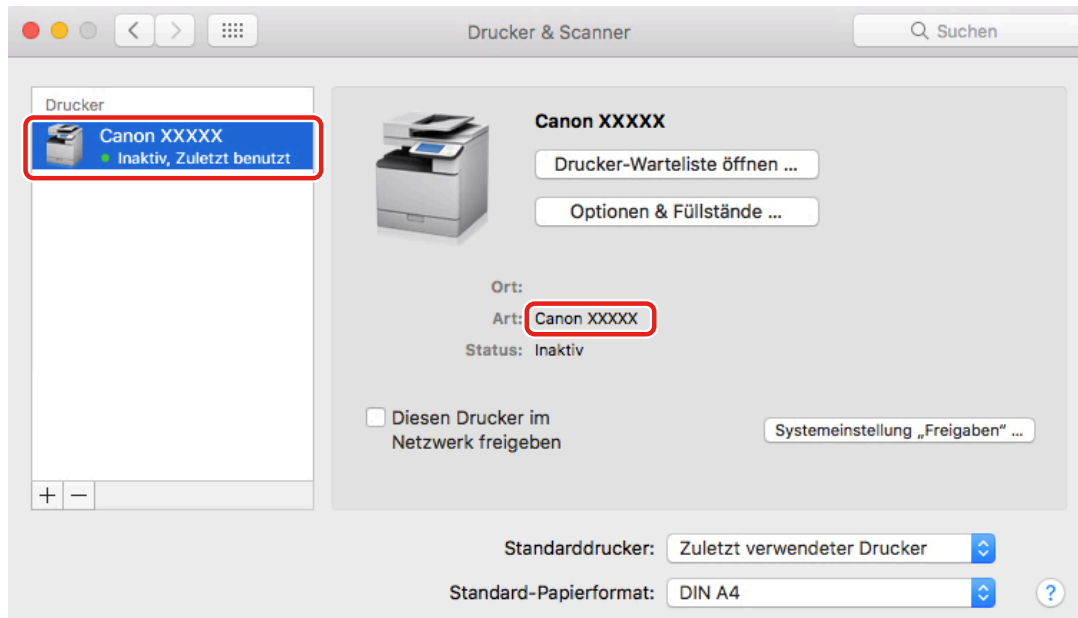 Drucker & Scanner
Suchen
Drucker
Canon XXXXX
Inaktiv, Zuletzt benutzt
Canon XXXXX
Drucker-Warteliste öffnen ...
Optionen & Füllstände ...
Ort:
Art: Canon XXXXX
Status: Inaktiv
Diesen Drucker im
Netzwerk freigeben
Systemeinstellung „Freigaben“ ...
+ −
Standarddrucker: Zuletzt verwendeter Drucker
Standard-Papierformat: DIN A4
?